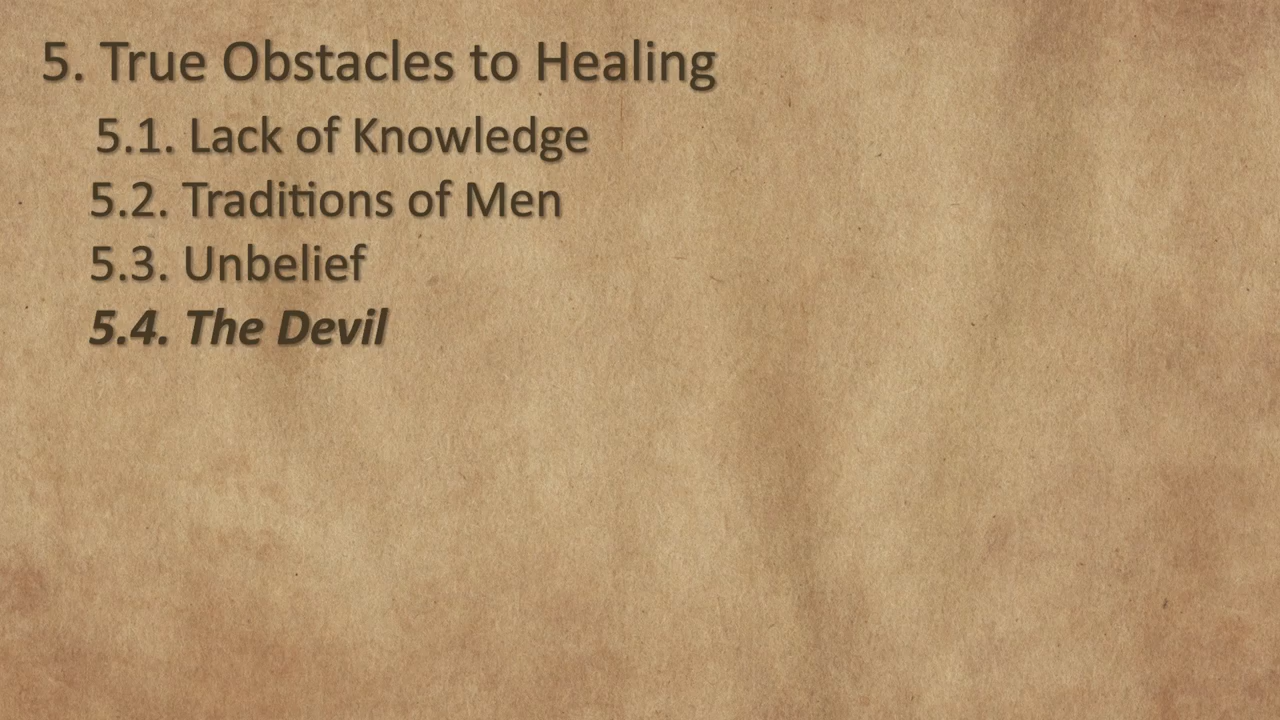 5. True Obstacles to Healing
5.1. Lack of Knowledge
5.2. Traditions of Men
5.3. Unbelief
5.4. The Devil